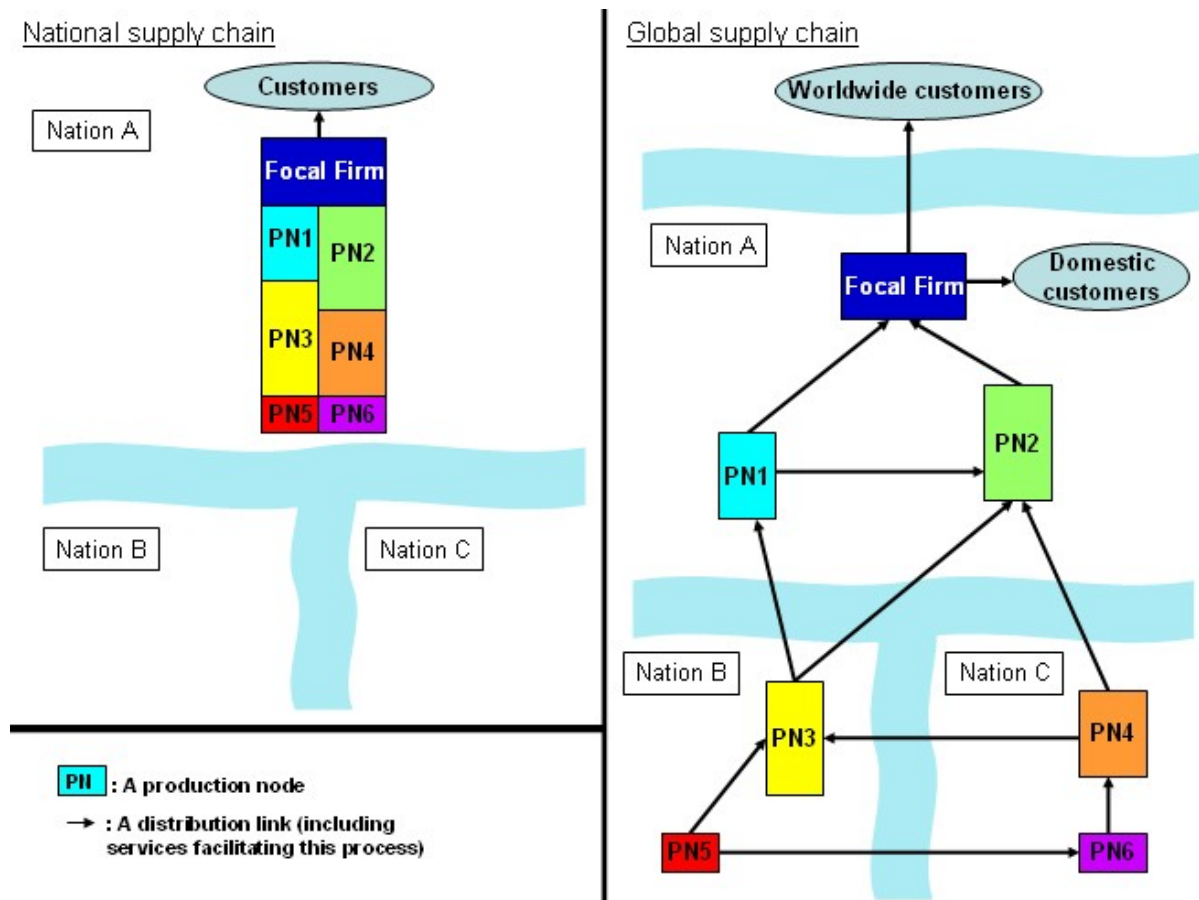 National supply chain
Customers
Nation A
Focal Firm
PN1
PN2
PN3
PN4
PN5
PN6
Nation B
Nation C
PN : A production node
: A distribution link (including
services facilitating this process)
Global supply chain
Worldwide customers
Nation A
Focal Firm
Domestic
customers
PN1
PN2
Nation B
Nation C
PN3
PN4
PN5
PN6